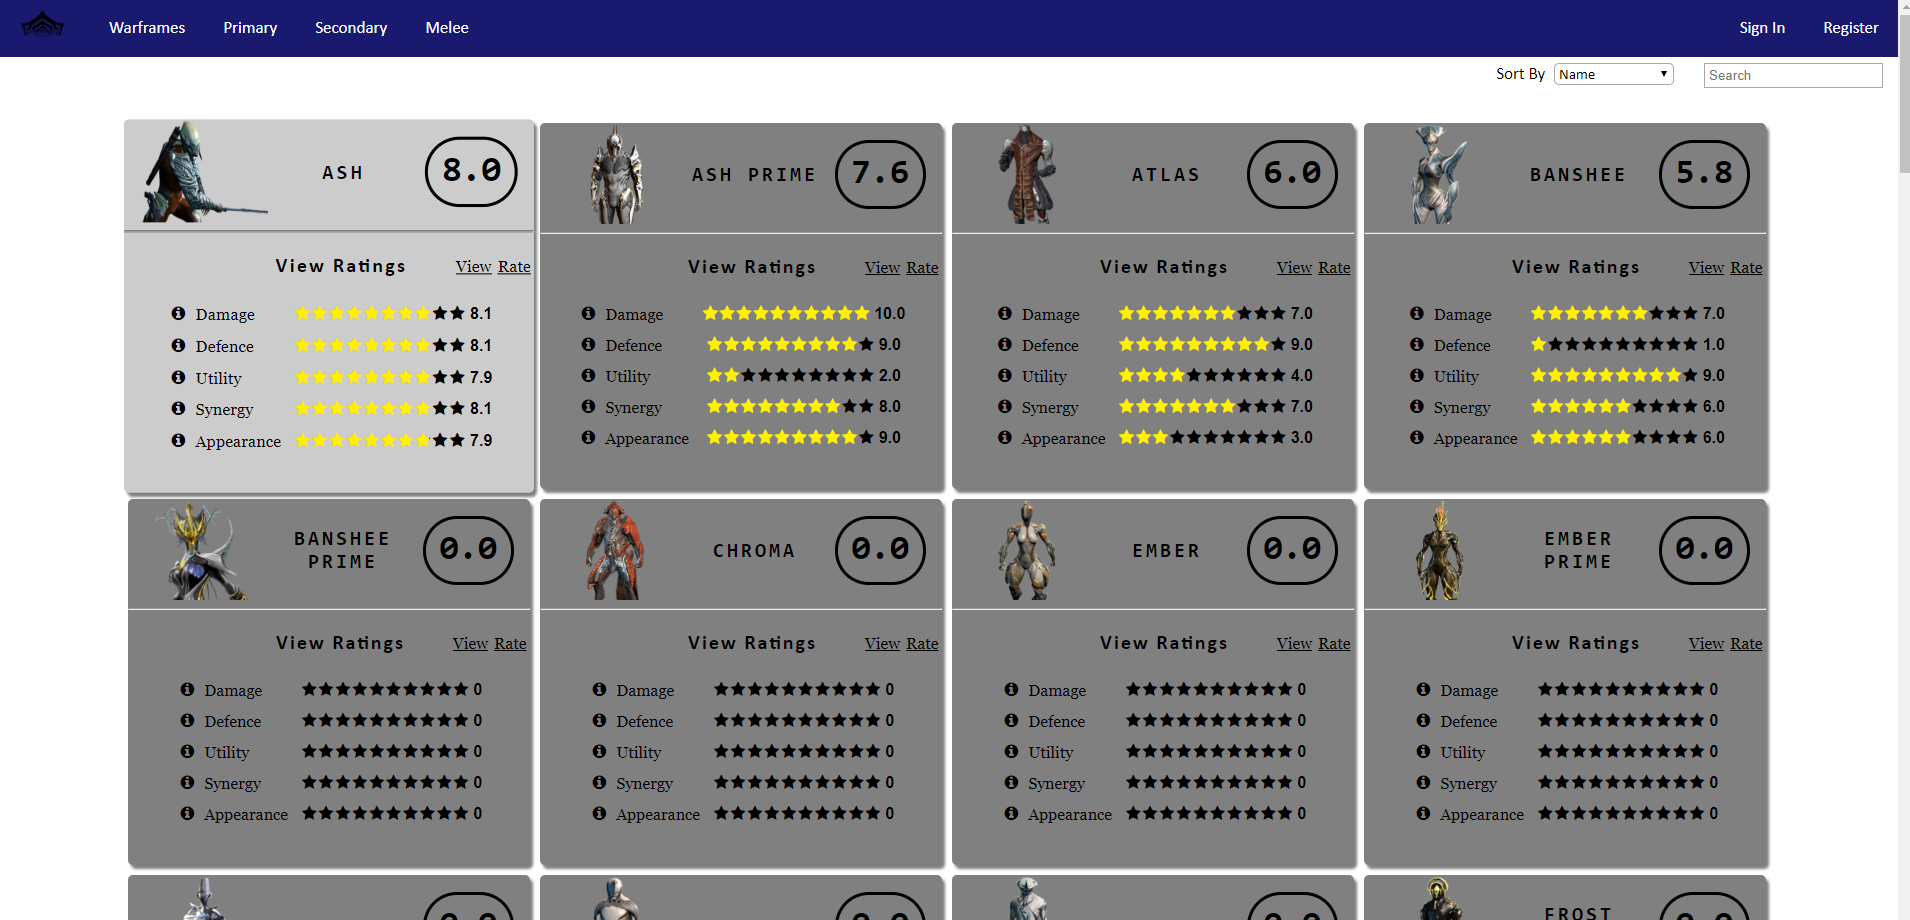 Warframes Primary Secondary Melee Sign In Register
Sort By Name Search
ASH 8.0
View Ratings View Rate
Damage 8.1
Defence 8.1
Utility 7.9
Synergy 8.1
Appearance 7.9
ASH PRIME 7.6
View Ratings View Rate
Damage 10.0
Defence 9.0
Utility 2.0
Synergy 8.0
Appearance 9.0
ATLAS 6.0
View Ratings View Rate
Damage 7.0
Defence 9.0
Utility 4.0
Synergy 7.0
Appearance 3.0
BANSHEE 5.8
View Ratings View Rate
Damage 7.0
Defence 1.0
Utility 9.0
Synergy 6.0
Appearance 6.0
BANSHEE
PRIME
0.0
View Ratings View Rate
Damage 0
Defence 0
Utility 0
Synergy 0
Appearance 0
CHROMA 0.0
View Ratings View Rate
Damage 0
Defence 0
Utility 0
Synergy 0
Appearance 0
EMBER 0.0
View Ratings View Rate
Damage 0
Defence 0
Utility 0
Synergy 0
Appearance 0
EMBER
PRIME
0.0
View Ratings View Rate
Damage 0
Defence 0
Utility 0
Synergy 0
Appearance 0
0.0
0.0
0.0
FROST
0.0